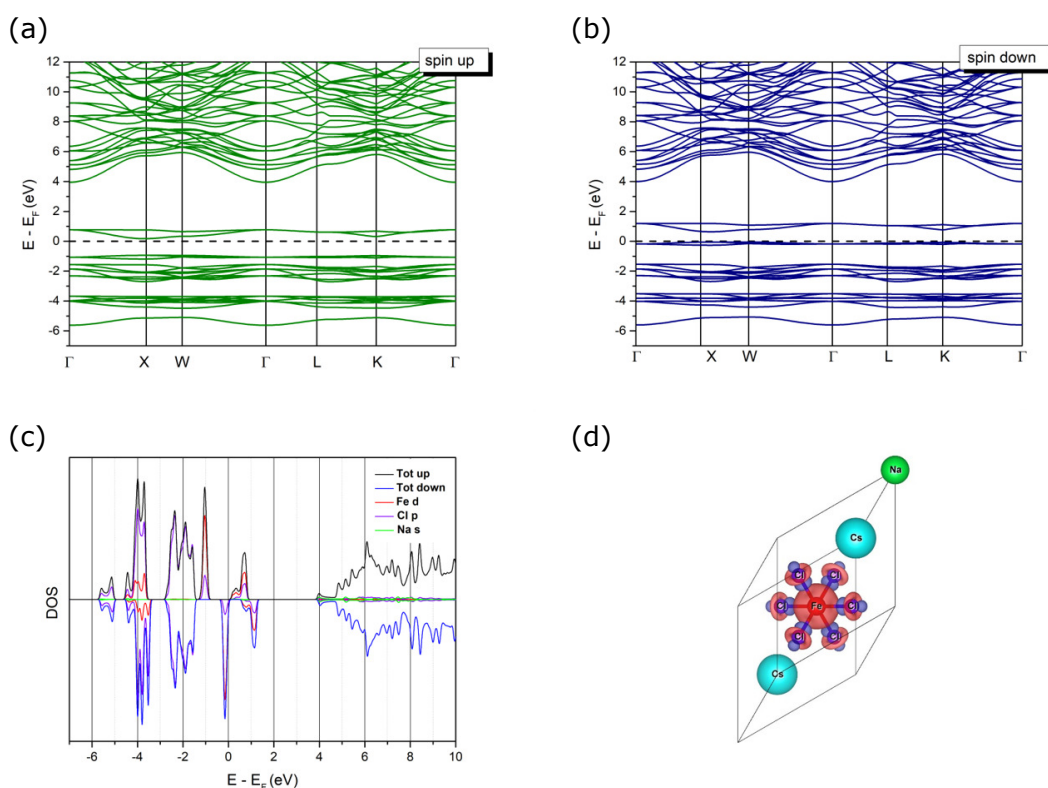 (a)
spin up
12
10
8
6
4
2
0
-2
-4
-6
E - E_F (eV)
Γ X W Γ L K Γ
(b)
spin down
12
10
8
6
4
2
0
-2
-4
-6
E - E_F (eV)
Γ X W Γ L K Γ
(c)
Tot up
Tot down
Fe d
Cl p
Na s
DOS
-6 -4 -2 0 2 4 6 8 10
E - E_F (eV)
(d)
Na
Cs
Cl Cl
Cl Fe Cl
Cl Cl
Cs